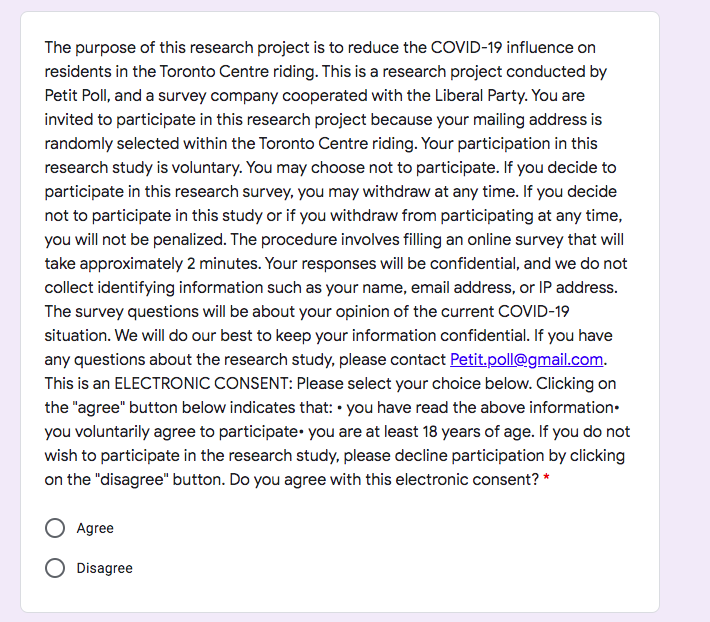 The purpose of this research project is to reduce the COVID-19 influence on
residents in the Toronto Centre riding. This is a research project conducted by
Petit Poll, and a survey company cooperated with the Liberal Party. You are
invited to participate in this research project because your mailing address is
randomly selected within the Toronto Centre riding. Your participation in this
research study is voluntary. You may choose not to participate. If you decide to
participate in this research survey, you may withdraw at any time. If you decide
not to participate in this study or if you withdraw from participating at any time,
you will not be penalized. The procedure involves filling an online survey that will
take approximately 2 minutes. Your responses will be confidential, and we do not
collect identifying information such as your name, email address, or IP address.
The survey questions will be about your opinion of the current COVID-19
situation. We will do our best to keep your information confidential. If you have
any questions about the research study, please contact Petit.poll@gmail.com.
This is an ELECTRONIC CONSENT: Please select your choice below. Clicking on
the "agree" button below indicates that: • you have read the above information•
you voluntarily agree to participate• you are at least 18 years of age. If you do not
wish to participate in the research study, please decline participation by clicking
on the "disagree" button. Do you agree with this electronic consent? *
Agree
Disagree